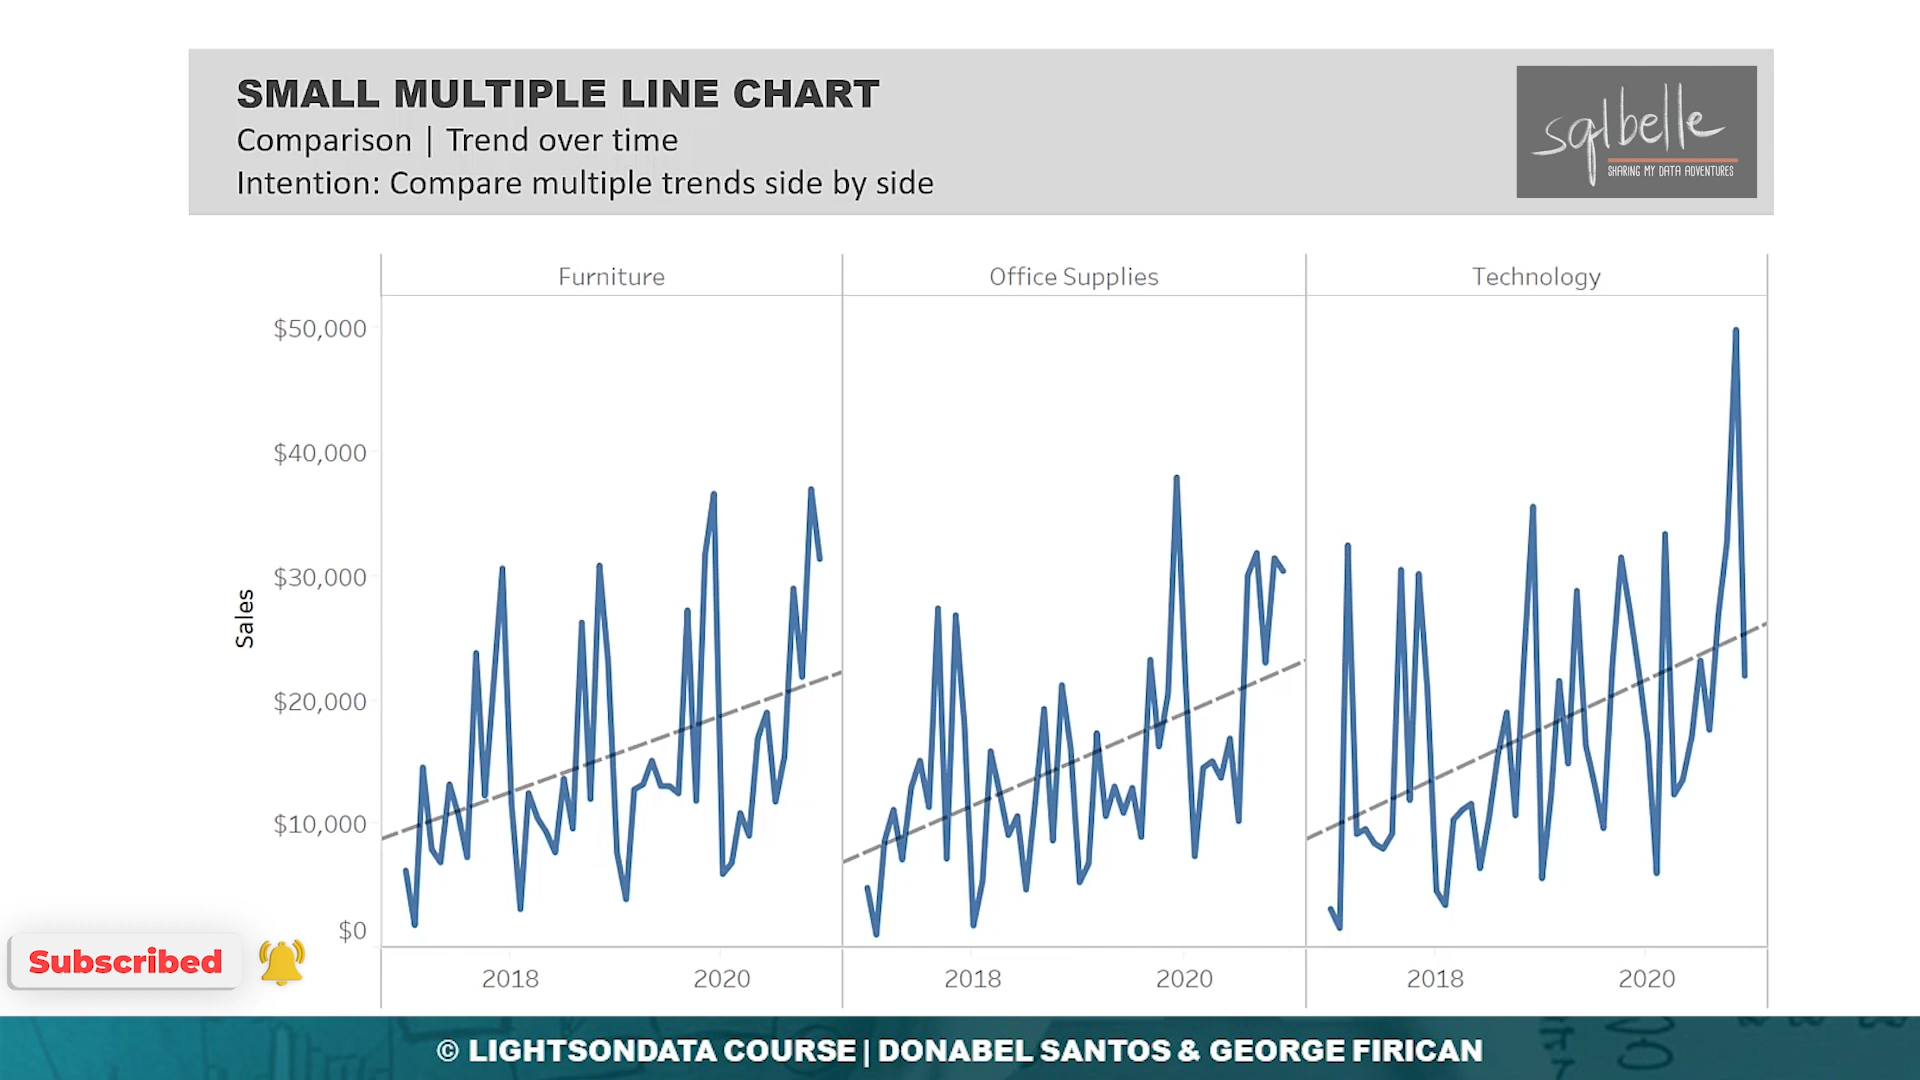 SMALL MULTIPLE LINE CHART
Comparison | Trend over time
Intention: Compare multiple trends side by side
sqlbelle
SHARING MY DATA ADVENTURES
Furniture
Office Supplies
Technology
$50,000
$40,000
$30,000
$20,000
$10,000
$0
Sales
2018
2020
2018
2020
2018
2020
Subscribed
© LIGHTSONDATA COURSE | DONABEL SANTOS & GEORGE FIRICAN